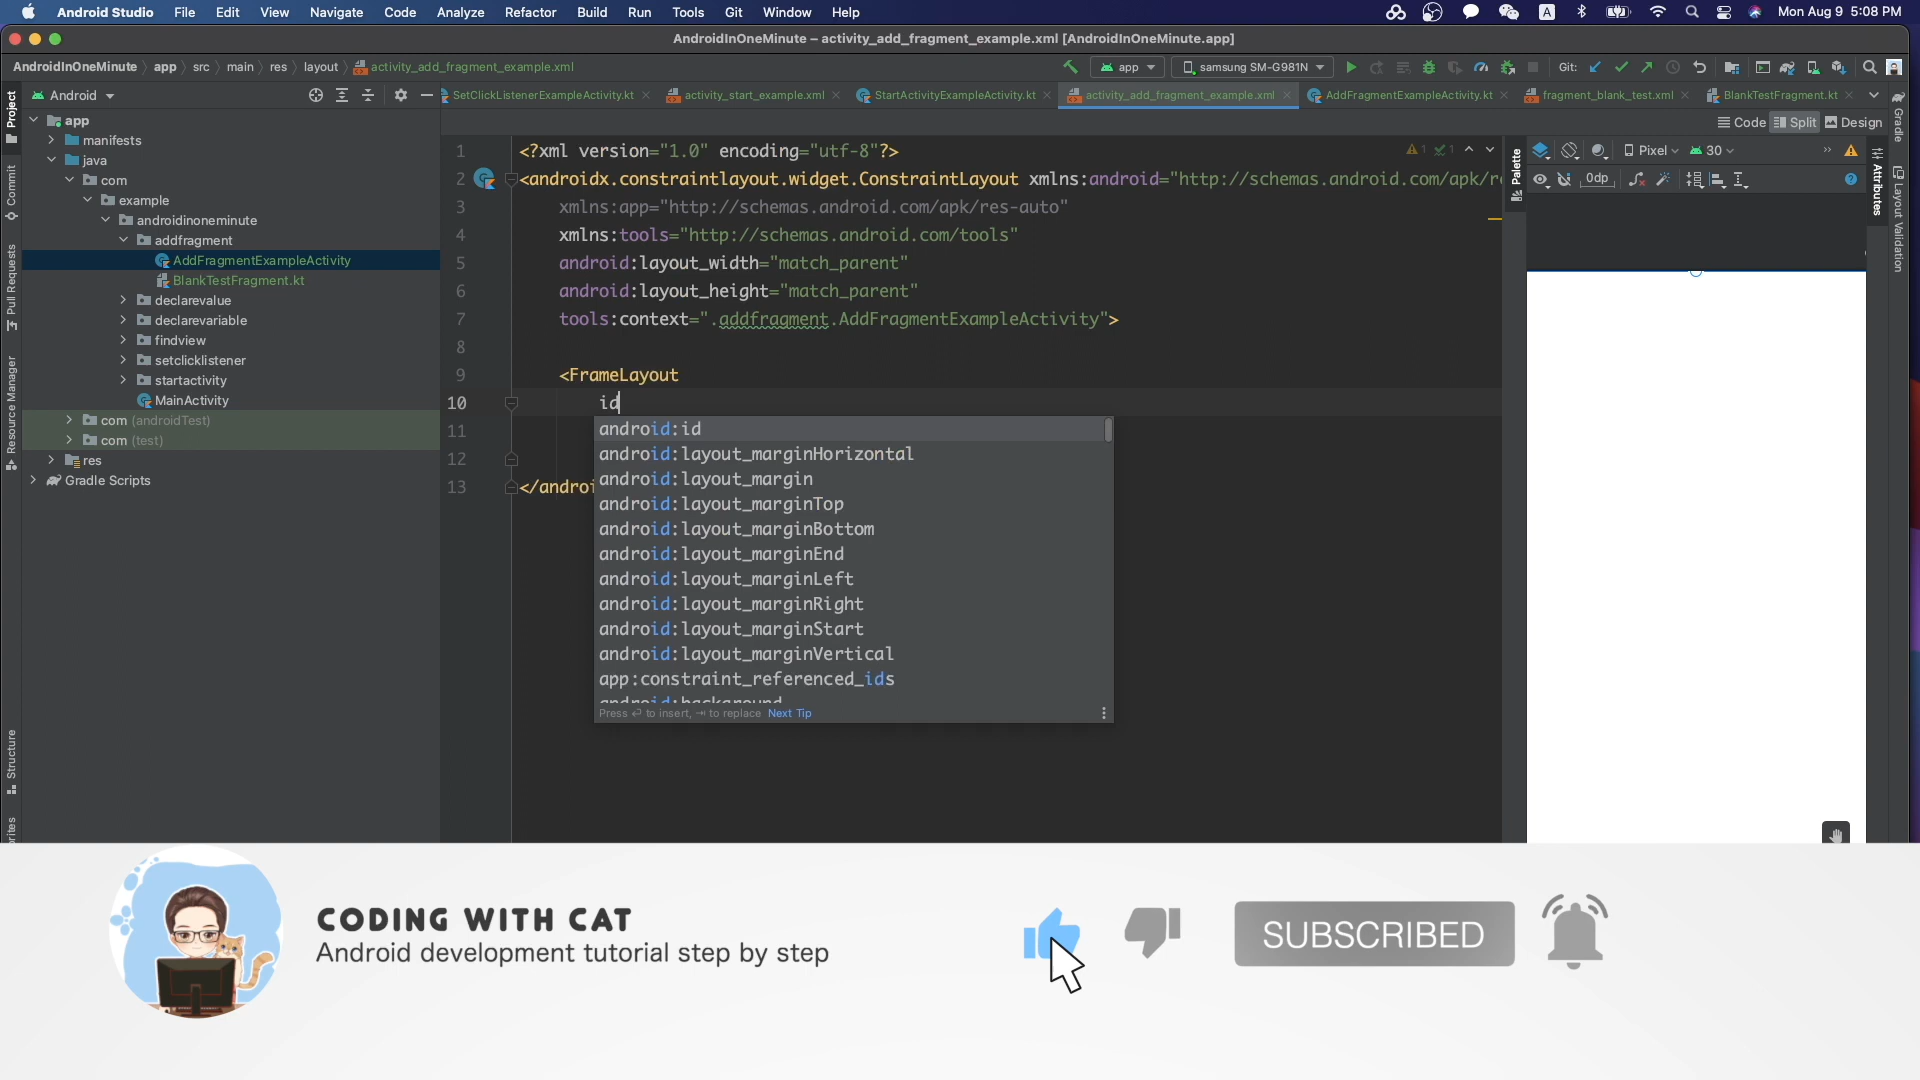 Android Studio File Edit View Navigate Code Analyze Refactor Build Run Tools Git Window Help A Mon Aug 9 5:08 PM
AndroidInOneMinute – activity_add_fragment_example.xml [AndroidInOneMinute.app]
AndroidInOneMinute app src main res layout activity_add_fragment_example.xml app samsung SM-G981N Git:
Android SetClickListenerExampleActivity.kt activity_start_example.xml StartActivityExampleActivity.kt activity_add_fragment_example.xml AddFragmentExampleActivity.kt fragment_blank_test.xml BlankTestFragment.kt
Code Split Design
Project
Commit
Pull Requests
Resource Manager
Structure
app
manifests
java
com
example
androidinoneminute
addfragment
AddFragmentExampleActivity
BlankTestFragment.kt
declarevalue
declarevariable
findview
setclicklistener
startactivity
MainActivity
com (androidTest)
com (test)
res
Gradle Scripts
1 <?xml version="1.0" encoding="utf-8"?>
2 <androidx.constraintlayout.widget.ConstraintLayout xmlns:android="http://schemas.android.com/apk/r
3 xmlns:app="http://schemas.android.com/apk/res-auto"
4 xmlns:tools="http://schemas.android.com/tools"
5 android:layout_width="match_parent"
6 android:layout_height="match_parent"
7 tools:context=".addfragment.AddFragmentExampleActivity">
8
9 <FrameLayout
10 id
11
12
13 </androi
android:id
android:layout_marginHorizontal
android:layout_margin
android:layout_marginTop
android:layout_marginBottom
android:layout_marginEnd
android:layout_marginLeft
android:layout_marginRight
android:layout_marginStart
android:layout_marginVertical
app:constraint_referenced_ids
android:background
Press ↵ to insert, ⇥ to replace Next Tip
1 1
Palette
Pixel 30
0dp
Attributes
Gradle
Layout Validation
CODING WITH CAT
Android development tutorial step by step
SUBSCRIBED